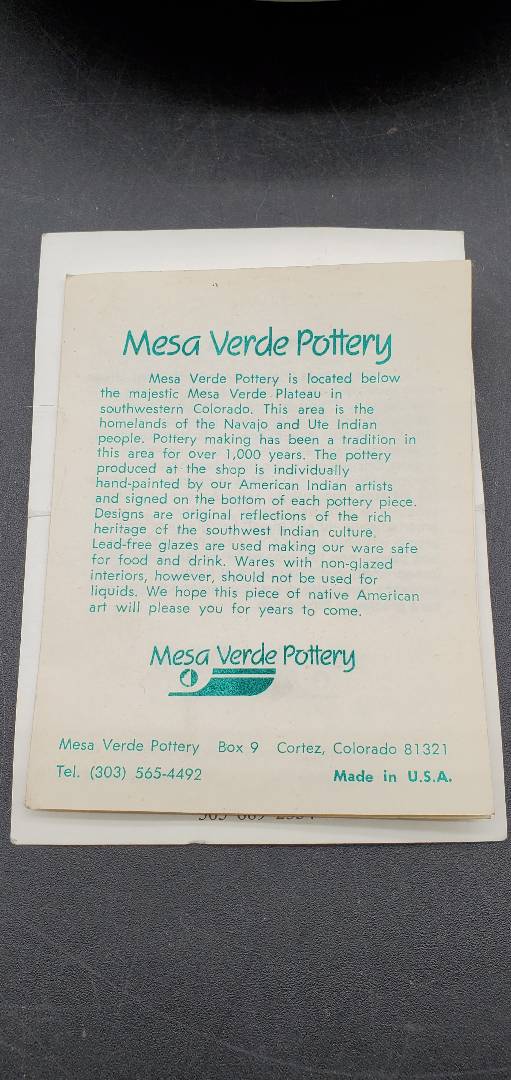 Mesa Verde Pottery
Mesa Verde Pottery is located below
the majestic Mesa Verde Plateau in
southwestern Colorado. This area is the
homelands of the Navajo and Ute Indian
people. Pottery making has been a tradition in
this area for over 1,000 years. The pottery
produced at the shop is individually
hand-painted by our American Indian artists
and signed on the bottom of each pottery piece.
Designs are original reflections of the rich
heritage of the southwest Indian culture.
Lead-free glazes are used making our ware safe
for food and drink. Wares with non-glazed
interiors, however, should not be used for
liquids. We hope this piece of native American
art will please you for years to come.
Mesa Verde Pottery
Mesa Verde Pottery Box 9 Cortez, Colorado 81321
Tel. (303) 565-4492 Made in U.S.A.